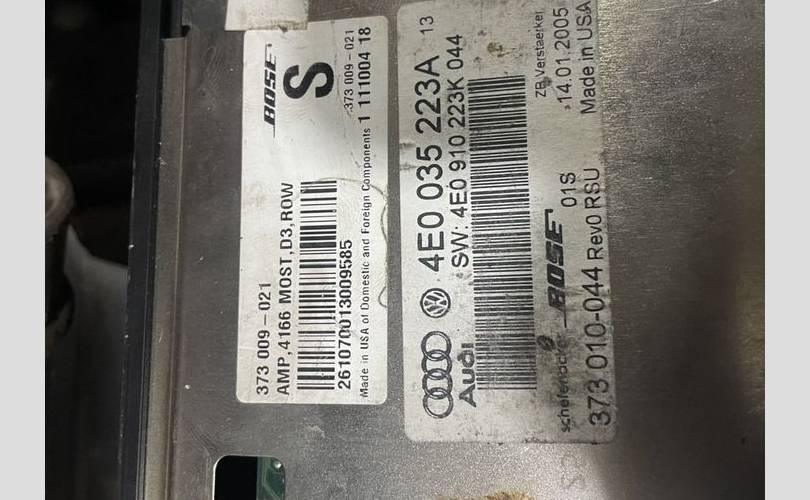 BOSE
S
373 009-021
1 111004 18
373 009-021
AMP,4166 MOST,D3,ROW
261070013009585
Made in USA of Domestic and Foreign Components
4E0 035 223A 13
SW: 4E0 910 223K 044
Audi
ZB Verstaerker
14.01.2005
Made in USA
schefenacker BOSE 01S
373 010-044 Rev0 RSU